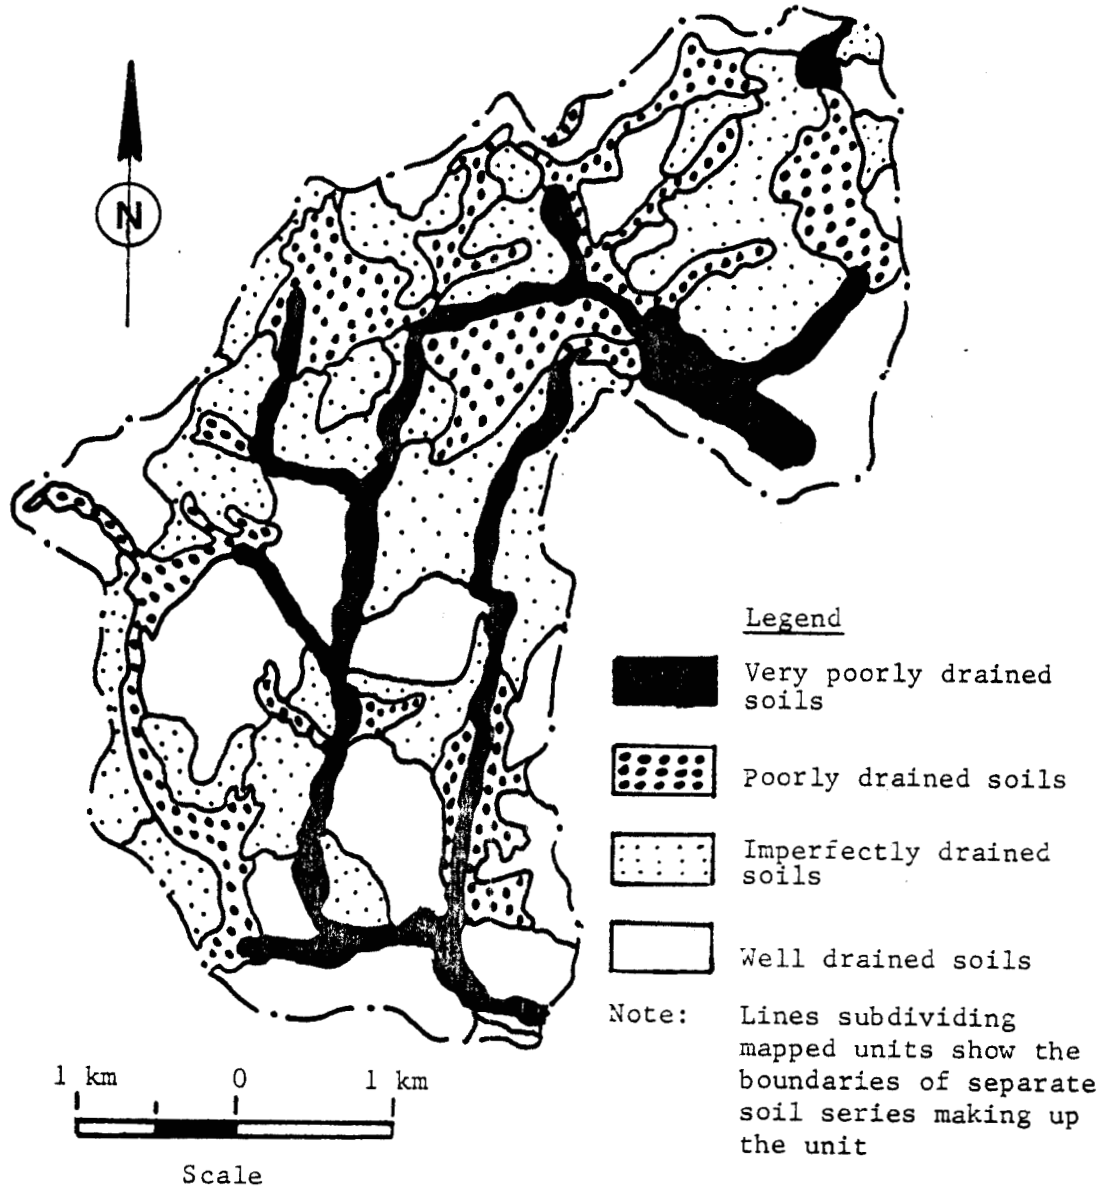 N
Legend
Very poorly drained
soils
Poorly drained soils
Imperfectly drained
soils
Well drained soils
Note: Lines subdividing
mapped units show the
boundaries of separate
soil series making up
the unit
1 km 0 1 km
Scale